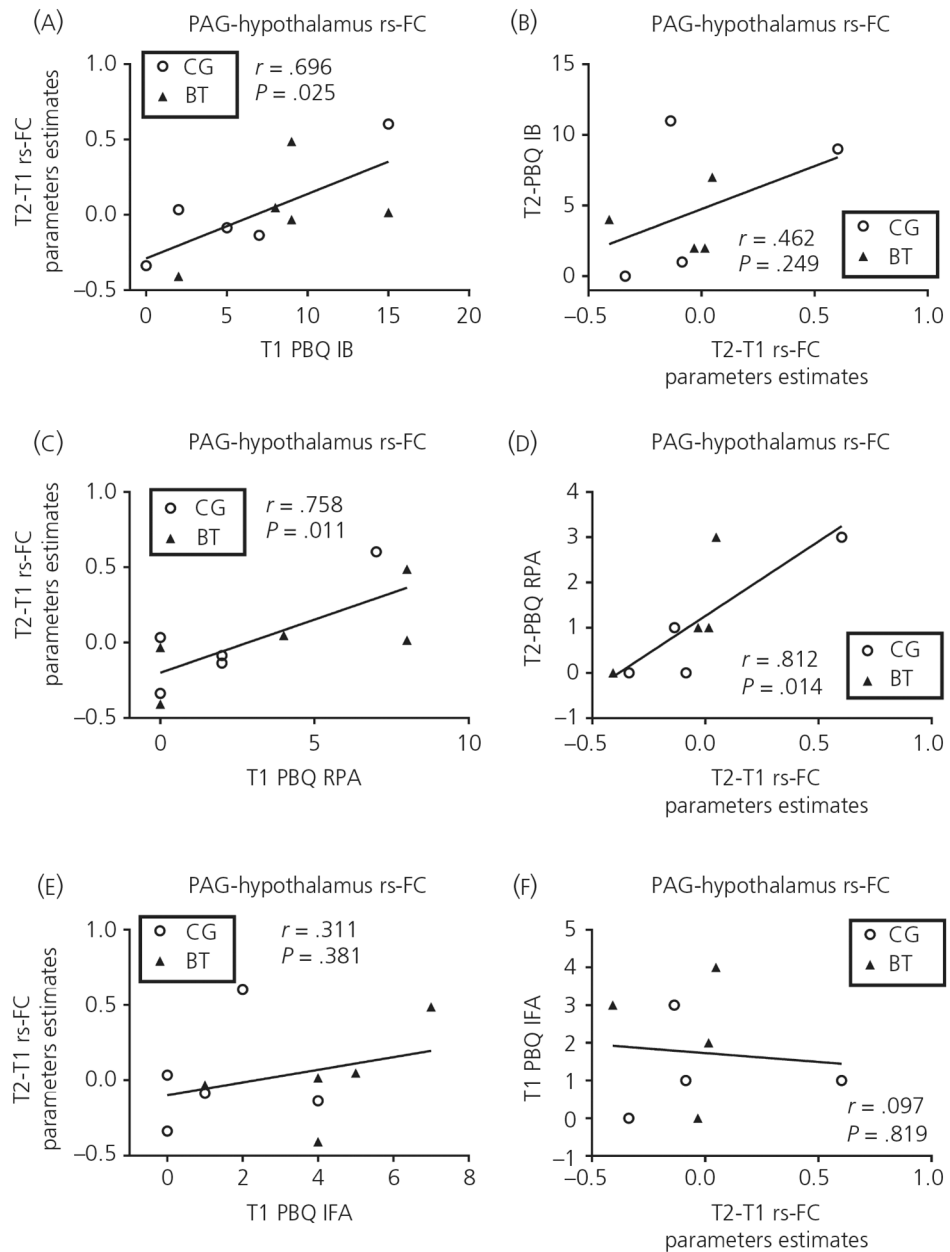 (A)
PAG-hypothalamus rs-FC
CG
BT
r = .696
P = .025
1.0
0.5
0.0
−0.5
T2-T1 rs-FC
parameters estimates
0 5 10 15 20
T1 PBQ IB
(B)
PAG-hypothalamus rs-FC
15
10
5
0
T2-PBQ IB
r = .462
P = .249
CG
BT
−0.5 0.0 0.5 1.0
T2-T1 rs-FC
parameters estimates
(C)
PAG-hypothalamus rs-FC
CG
BT
r = .758
P = .011
1.0
0.5
0.0
−0.5
T2-T1 rs-FC
parameters estimates
0 5 10
T1 PBQ RPA
(D)
PAG-hypothalamus rs-FC
4
3
2
1
0
−1
T2-PBQ RPA
r = .812
P = .014
CG
BT
−0.5 0.0 0.5 1.0
T2-T1 rs-FC
parameters estimates
(E)
PAG-hypothalamus rs-FC
CG
BT
r = .311
P = .381
1.0
0.5
0.0
−0.5
T2-T1 rs-FC
parameters estimates
0 2 4 6 8
T1 PBQ IFA
(F)
PAG-hypothalamus rs-FC
CG
BT
5
4
3
2
1
0
−1
T1 PBQ IFA
r = .097
P = .819
−0.5 0.0 0.5 1.0
T2-T1 rs-FC
parameters estimates